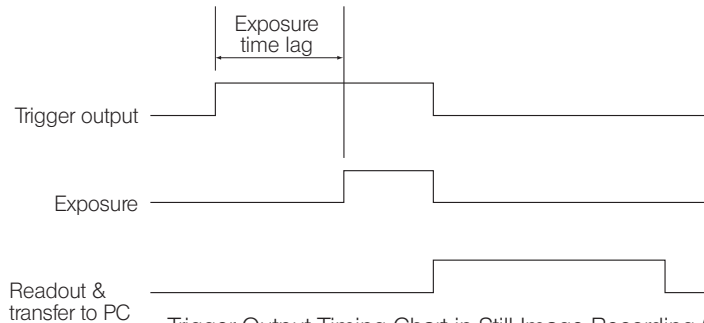 Exposure
time lag
Trigger output
Exposure
Readout &
transfer to PC
Trigger Output Timing Chart in Still Image Recording